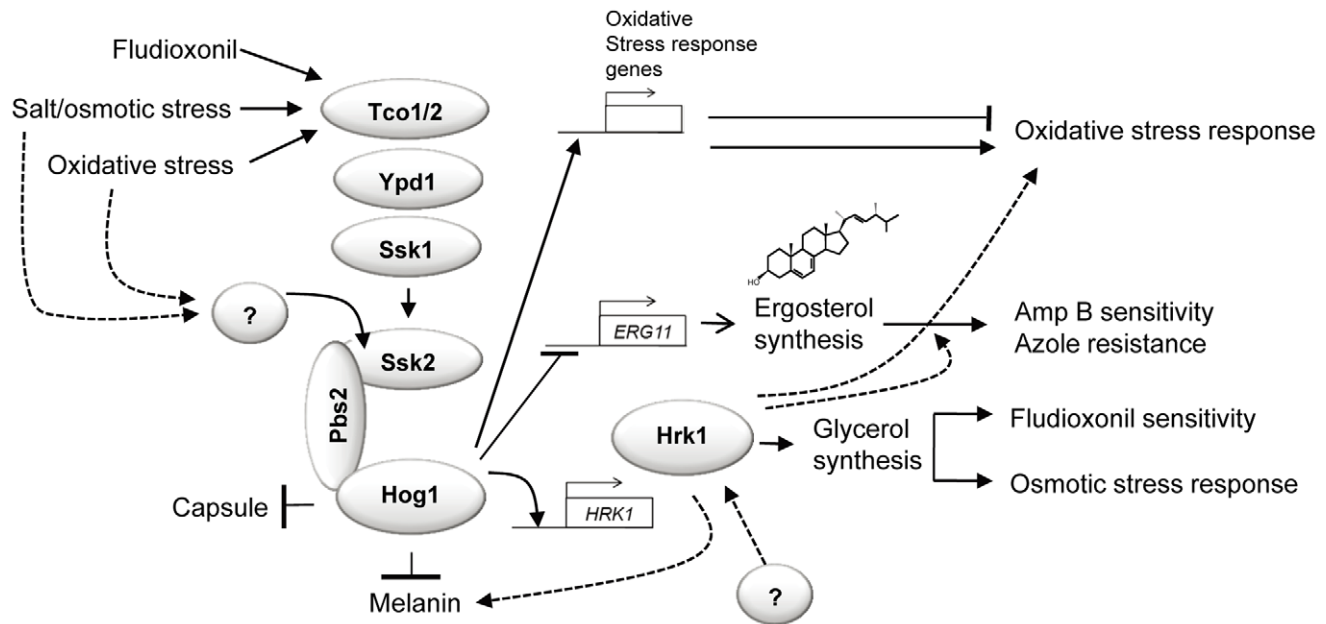 Oxidative
Stress response
genes
Fludioxonil
Salt/osmotic stress
Oxidative stress
Tco1/2
Ypd1
Ssk1
?
Ssk2
Pbs2
Hog1
Capsule
Melanin
Oxidative stress response
HO
ERG11
Ergosterol
synthesis
Amp B sensitivity
Azole resistance
Hrk1
Glycerol
synthesis
Fludioxonil sensitivity
Osmotic stress response
HRK1
?